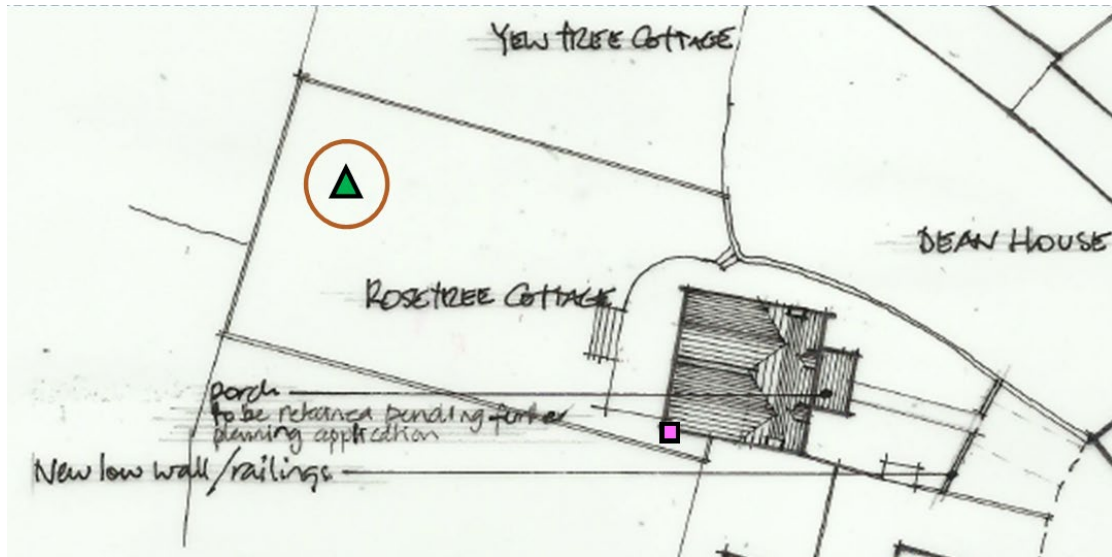 YEW TREE COTTAGE
DEAN HOUSE
ROSETREE COTTAGE
porch
to be retained pending further
planning application
New low wall/railings